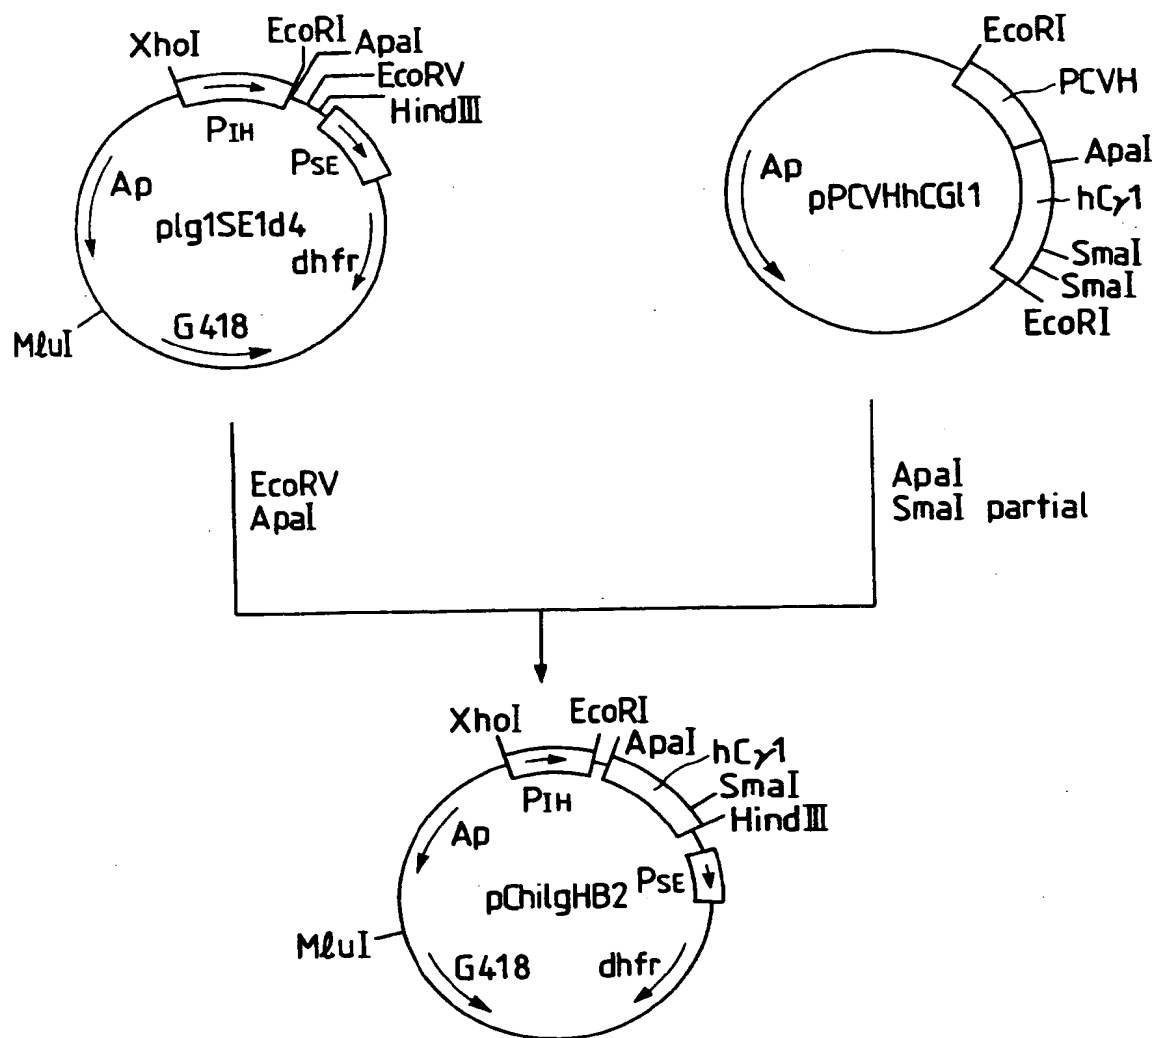 XhoI
EcoRI
ApaI
EcoRV
HindIII
PIH
PSE
Ap
pIg1SE1d4
dhfr
G418
MluI
EcoRI
PCVH
ApaI
hCγ1
SmaI
SmaI
EcoRI
Ap
pPCVHhCGI1
EcoRV
ApaI
ApaI
SmaI partial
XhoI
EcoRI
ApaI
hCγ1
SmaI
HindIII
PIH
PSE
Ap
pChiIgHB2
MluI
G418
dhfr